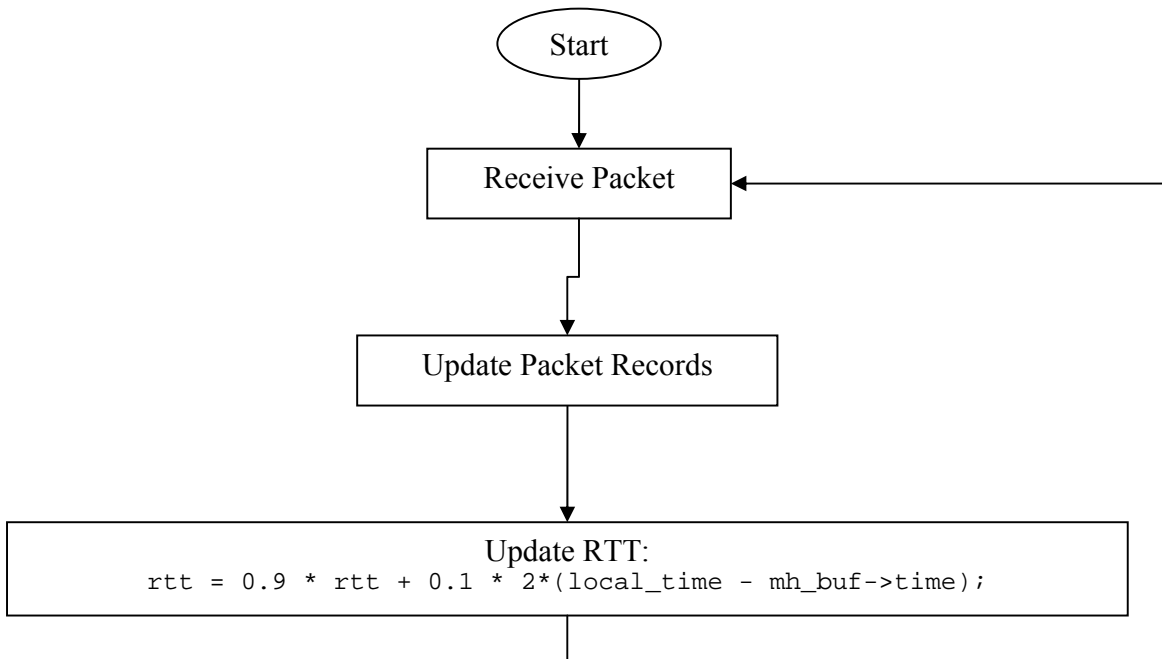 Start
Receive Packet
Update Packet Records
Update RTT:
rtt = 0.9 * rtt + 0.1 * 2*(local_time - mh_buf->time);